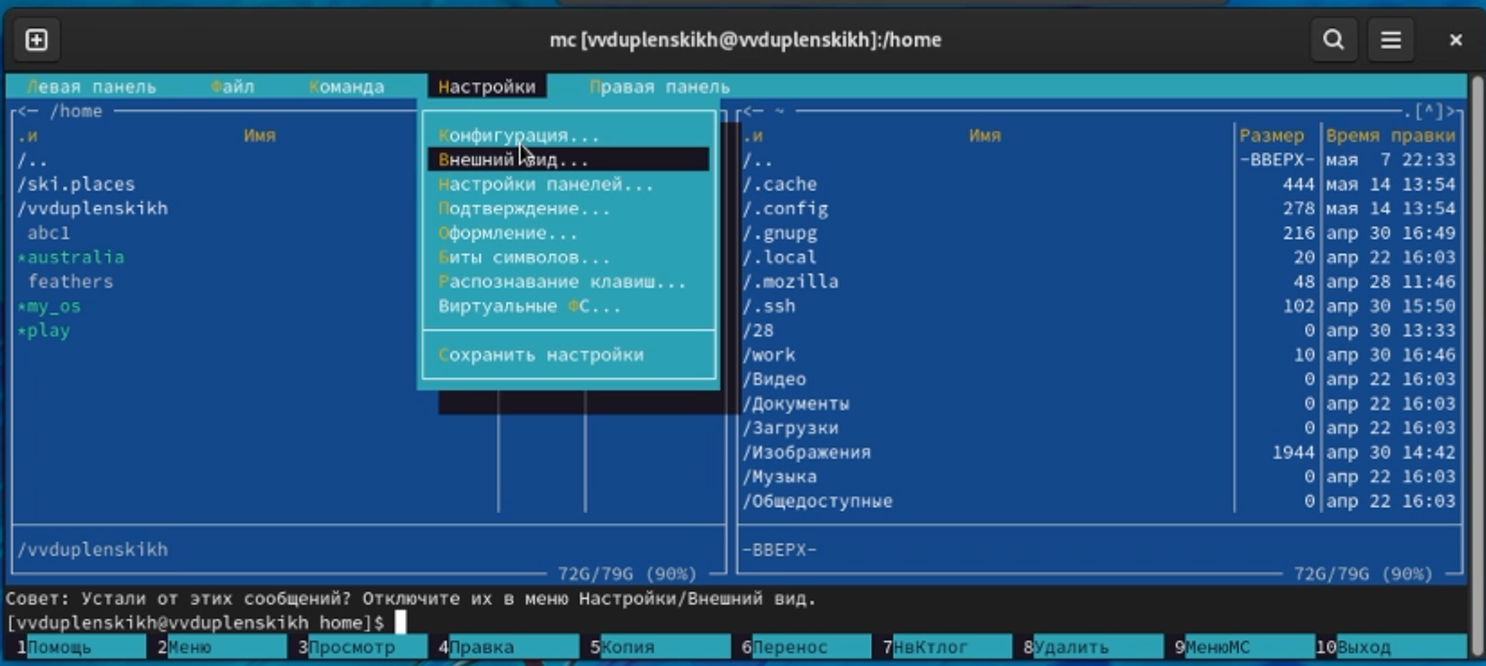 mc [vvduplenskikh@vvduplenskikh]:/home
Левая панель Файл Команда Настройки Правая панель
<— /home
.и Имя
/..
/ski.places
/vvduplenskikh
abc1
*australia
feathers
*my_os
*play
/vvduplenskikh
72G/79G (90%)
Конфигурация...
Внешний вид...
Настройки панелей...
Подтверждение...
Оформление...
Биты символов...
Распознавание клавиш...
Виртуальные ФС...
Сохранить настройки
<— ~ .[^]>
.и Имя Размер Время правки
/.. -ВВЕРХ- мая 7 22:33
/.cache 444 мая 14 13:54
/.config 278 мая 14 13:54
/.gnupg 216 апр 30 16:49
/.local 20 апр 22 16:03
/.mozilla 48 апр 28 11:46
/.ssh 102 апр 30 15:50
/28 0 апр 30 13:33
/work 10 апр 30 16:46
/Видео 0 апр 22 16:03
/Документы 0 апр 22 16:03
/Загрузки 0 апр 22 16:03
/Изображения 1944 апр 30 14:42
/Музыка 0 апр 22 16:03
/Общедоступные 0 апр 22 16:03
-ВВЕРХ-
72G/79G (90%)
Совет: Устали от этих сообщений? Отключите их в меню Настройки/Внешний вид.
[vvduplenskikh@vvduplenskikh home]$
1Помощь 2Меню 3Просмотр 4Правка 5Копия 6Перенос 7НвКтлог 8Удалить 9МенюMC 10Выход